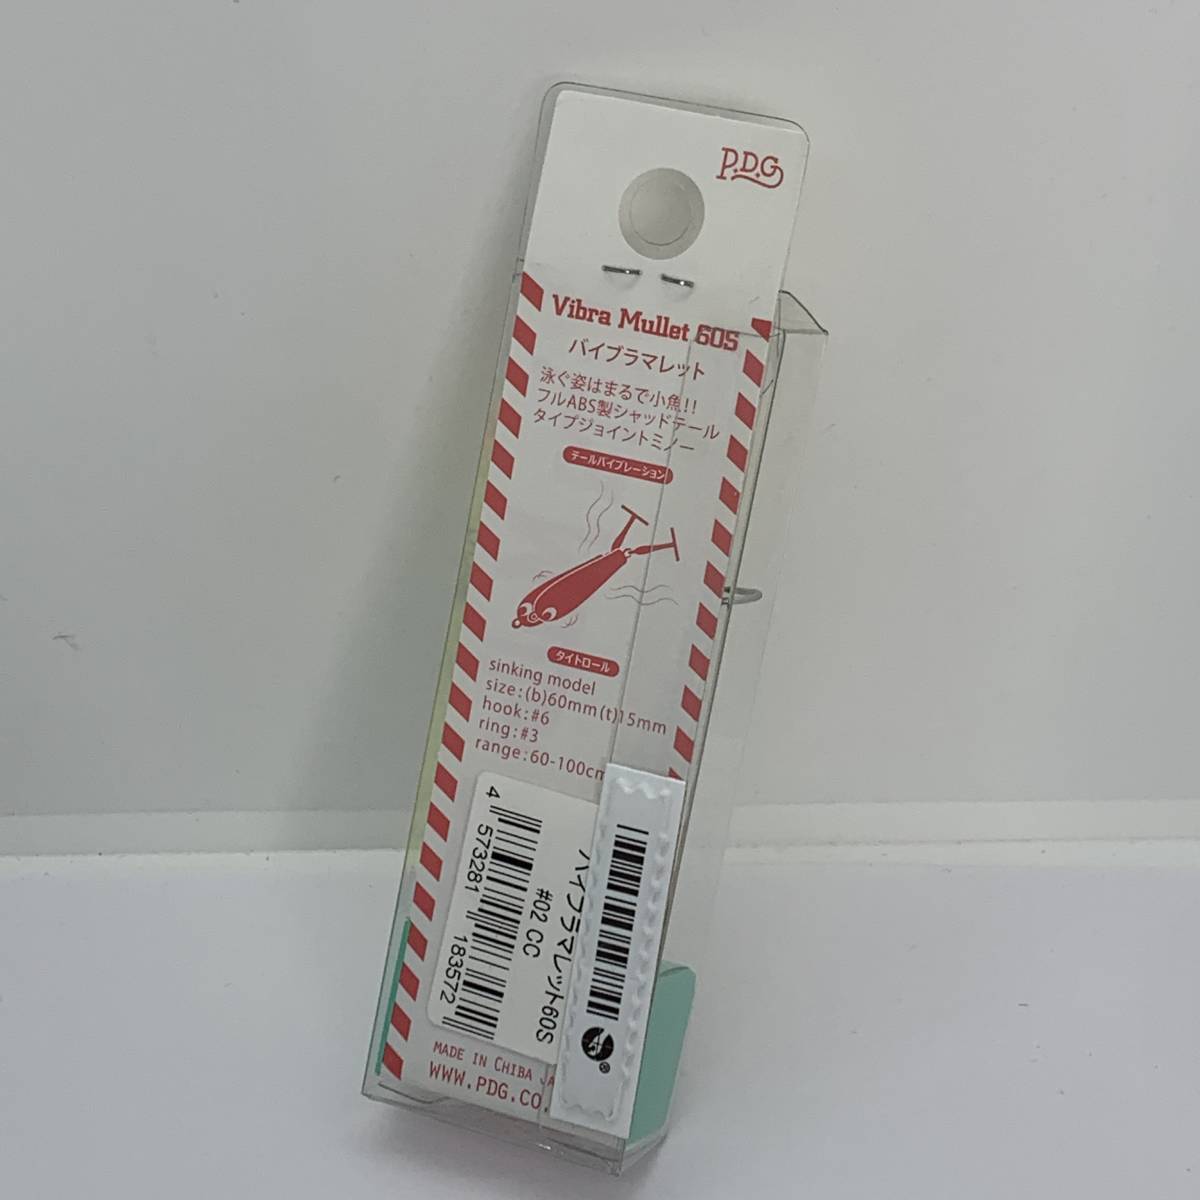 P.D.G
Vibra Mullet 60S
バイブラマレット
泳ぐ姿はまるで小魚!!
フルABS製シャッドテール
タイプジョイントミノー
テールバイブレーション
タイトロール
sinking model
size:(b)60mm(t)15mm
hook:#6
ring:#3
range:60-100cm
バイブラマレット60S
#02 CC
4 573281 183572
MADE IN CHIBA
WWW.PDG.CO.